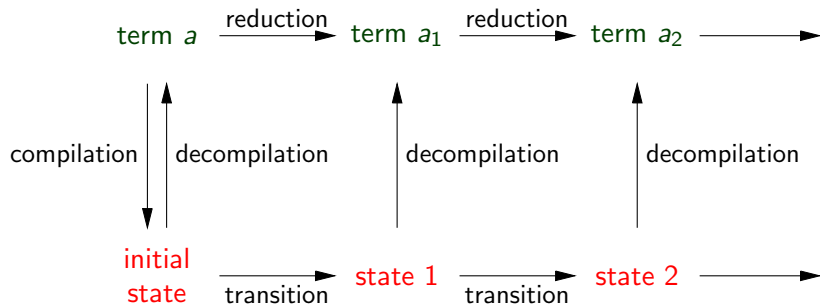 reduction
reduction
term a
term a₁
term a₂
compilation
decompilation
decompilation
decompilation
initial
state
state 1
state 2
transition
transition